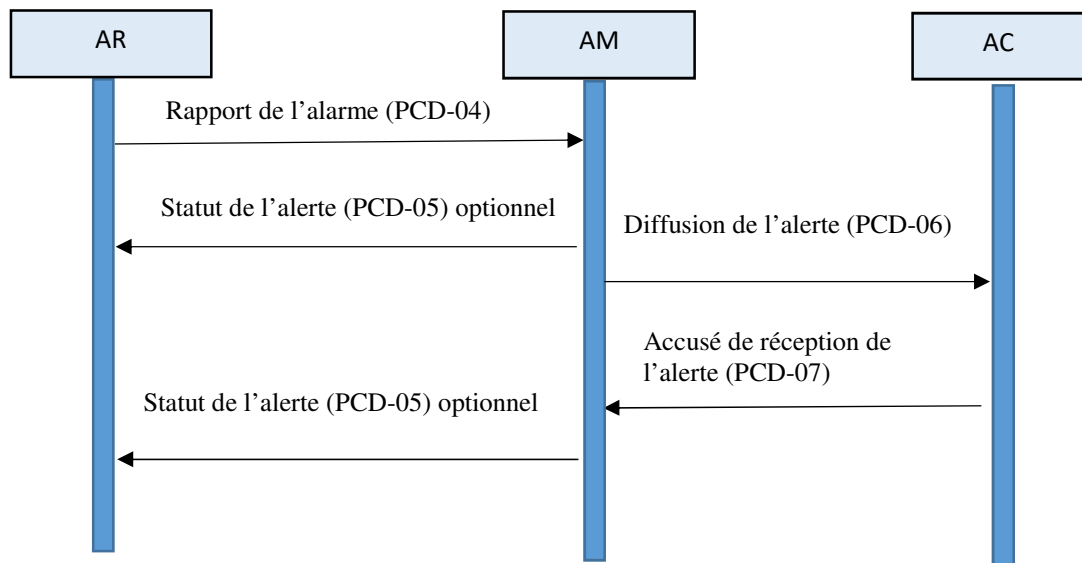 AR
AM
AC
Rapport de l’alarme (PCD-04)
Statut de l’alerte (PCD-05) optionnel
Diffusion de l’alerte (PCD-06)
Accusé de réception de
l’alerte (PCD-07)
Statut de l’alerte (PCD-05) optionnel